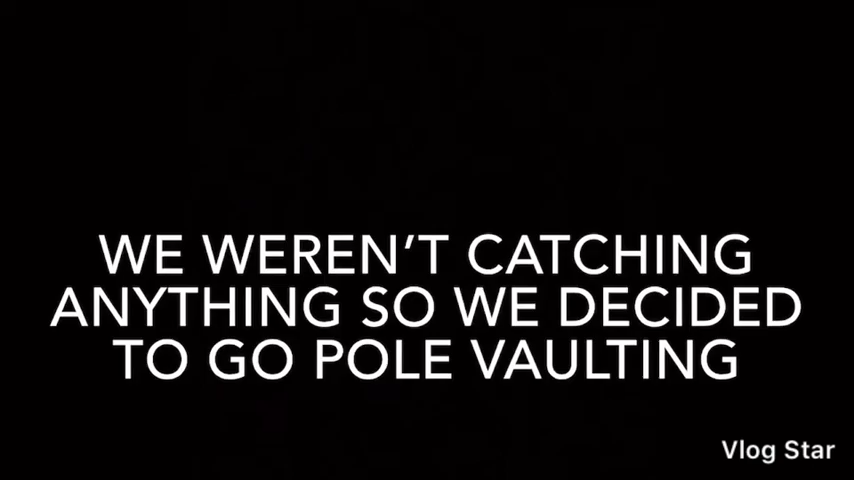 WE WEREN’T CATCHING
ANYTHING SO WE DECIDED
TO GO POLE VAULTING
Vlog Star